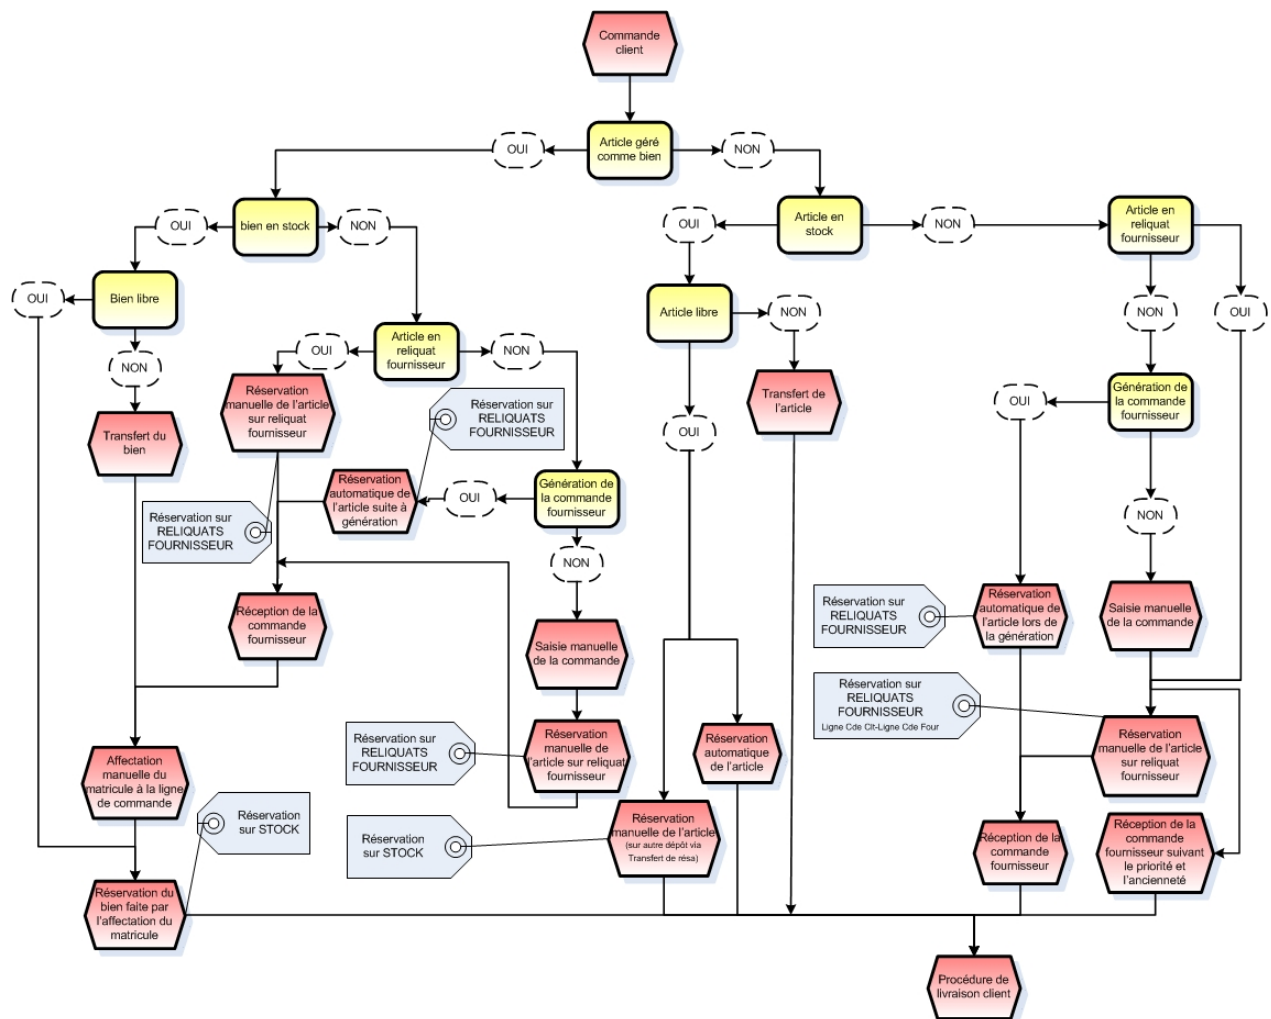 Commande
client
OUI
Article géré
comme bien
NON
OUI
bien en stock
NON
OUI
Article en
stock
NON
Article en
reliquat
fournisseur
OUI
Bien libre
NON
OUI
Article en
reliquat
fournisseur
NON
Article libre
NON
NON
OUI
Réservation
manuelle de l'article
sur reliquat
fournisseur
Réservation sur
RELIQUATS
FOURNISSEUR
Transfert de
l'article
OUI
Génération de
la commande
fournisseur
Transfert du
bien
OUI
Réservation
automatique de
l'article suite à
génération
OUI
Génération de
la commande
fournisseur
NON
Réservation sur
RELIQUATS
FOURNISSEUR
NON
Réception de la
commande
fournisseur
Saisie manuelle
de la commande
Réservation sur
RELIQUATS
FOURNISSEUR
Réservation
automatique de
l'article lors de
la génération
Saisie manuelle
de la commande
Réservation sur
RELIQUATS
FOURNISSEUR
Ligne Cde Clt-Ligne Cde Four
Affectation
manuelle du
matricule à la ligne
de commande
Réservation sur
RELIQUATS
FOURNISSEUR
Réservation
manuelle de
l'article sur reliquat
fournisseur
Réservation
automatique
de l'article
Réservation
manuelle de l'article
sur reliquat
fournisseur
Réservation
sur STOCK
Réservation
sur STOCK
Réservation
manuelle de l'article
(sur autre dépôt via
Transfert de résa)
Réception de la
commande
fournisseur
Réception de la
commande
fournisseur suivant
le priorité et
l'ancienneté
Réservation du
bien faite par
l'affectation du
matricule
Procédure de
livraison client